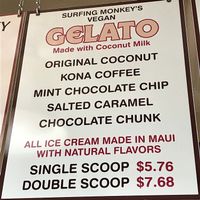 SURFING MONKEY'S
VEGAN
GELATO
Made with Coconut Milk
ORIGINAL COCONUT
KONA COFFEE
MINT CHOCOLATE CHIP
SALTED CARAMEL
CHOCOLATE CHUNK
ALL ICE CREAM MADE IN MAUI
WITH NATURAL FLAVORS
SINGLE SCOOP $5.76
DOUBLE SCOOP $7.68